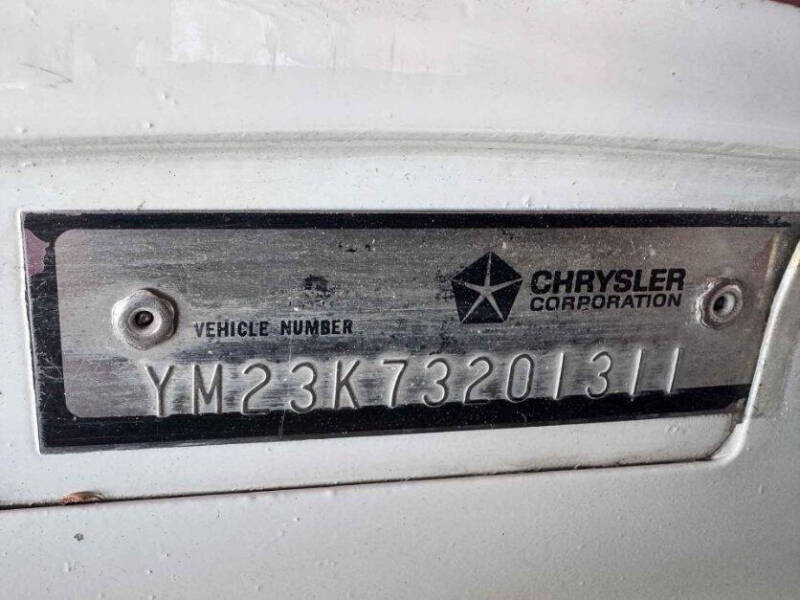 CHRYSLER
CORPORATION
VEHICLE NUMBER
YM23K73201311